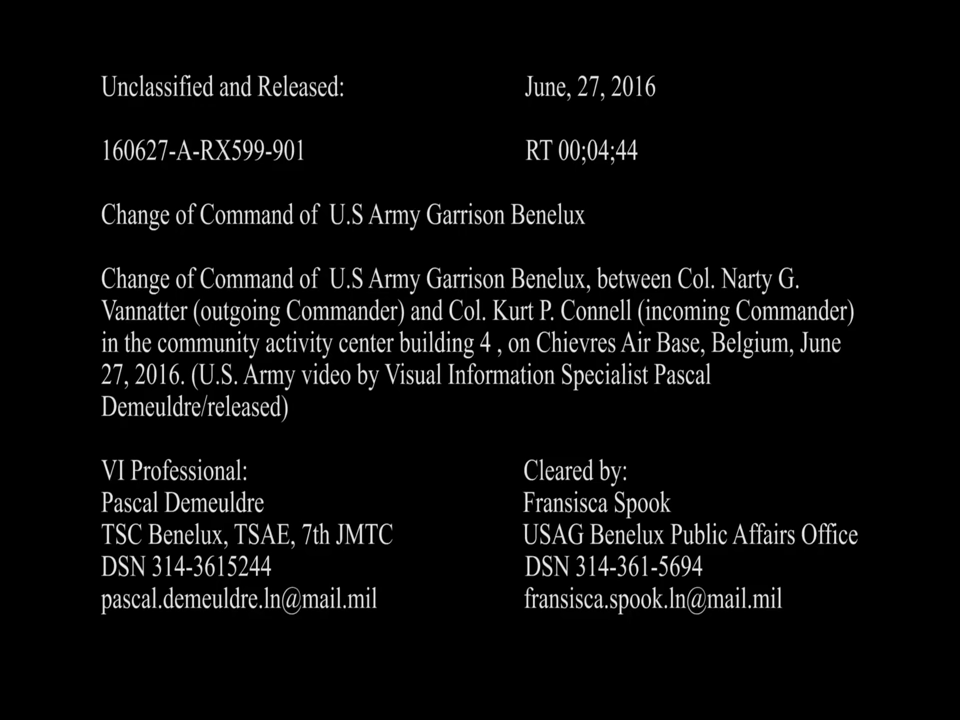 Unclassified and Released: June, 27, 2016
160627-A-RX599-901 RT 00;04;44
Change of Command of U.S Army Garrison Benelux
Change of Command of U.S Army Garrison Benelux, between Col. Narty G.
Vannatter (outgoing Commander) and Col. Kurt P. Connell (incoming Commander)
in the community activity center building 4 , on Chievres Air Base, Belgium, June
27, 2016. (U.S. Army video by Visual Information Specialist Pascal
Demeuldre/released)
VI Professional: Cleared by:
Pascal Demeuldre Fransisca Spook
TSC Benelux, TSAE, 7th JMTC USAG Benelux Public Affairs Office
DSN 314-3615244 DSN 314-361-5694
pascal.demeuldre.ln@mail.mil fransisca.spook.ln@mail.mil